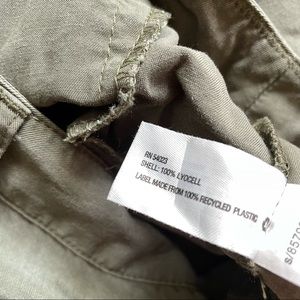 RN 54023
SHELL: 100% LYOCELL
LABEL MADE FROM 100% RECYCLED PLASTIC